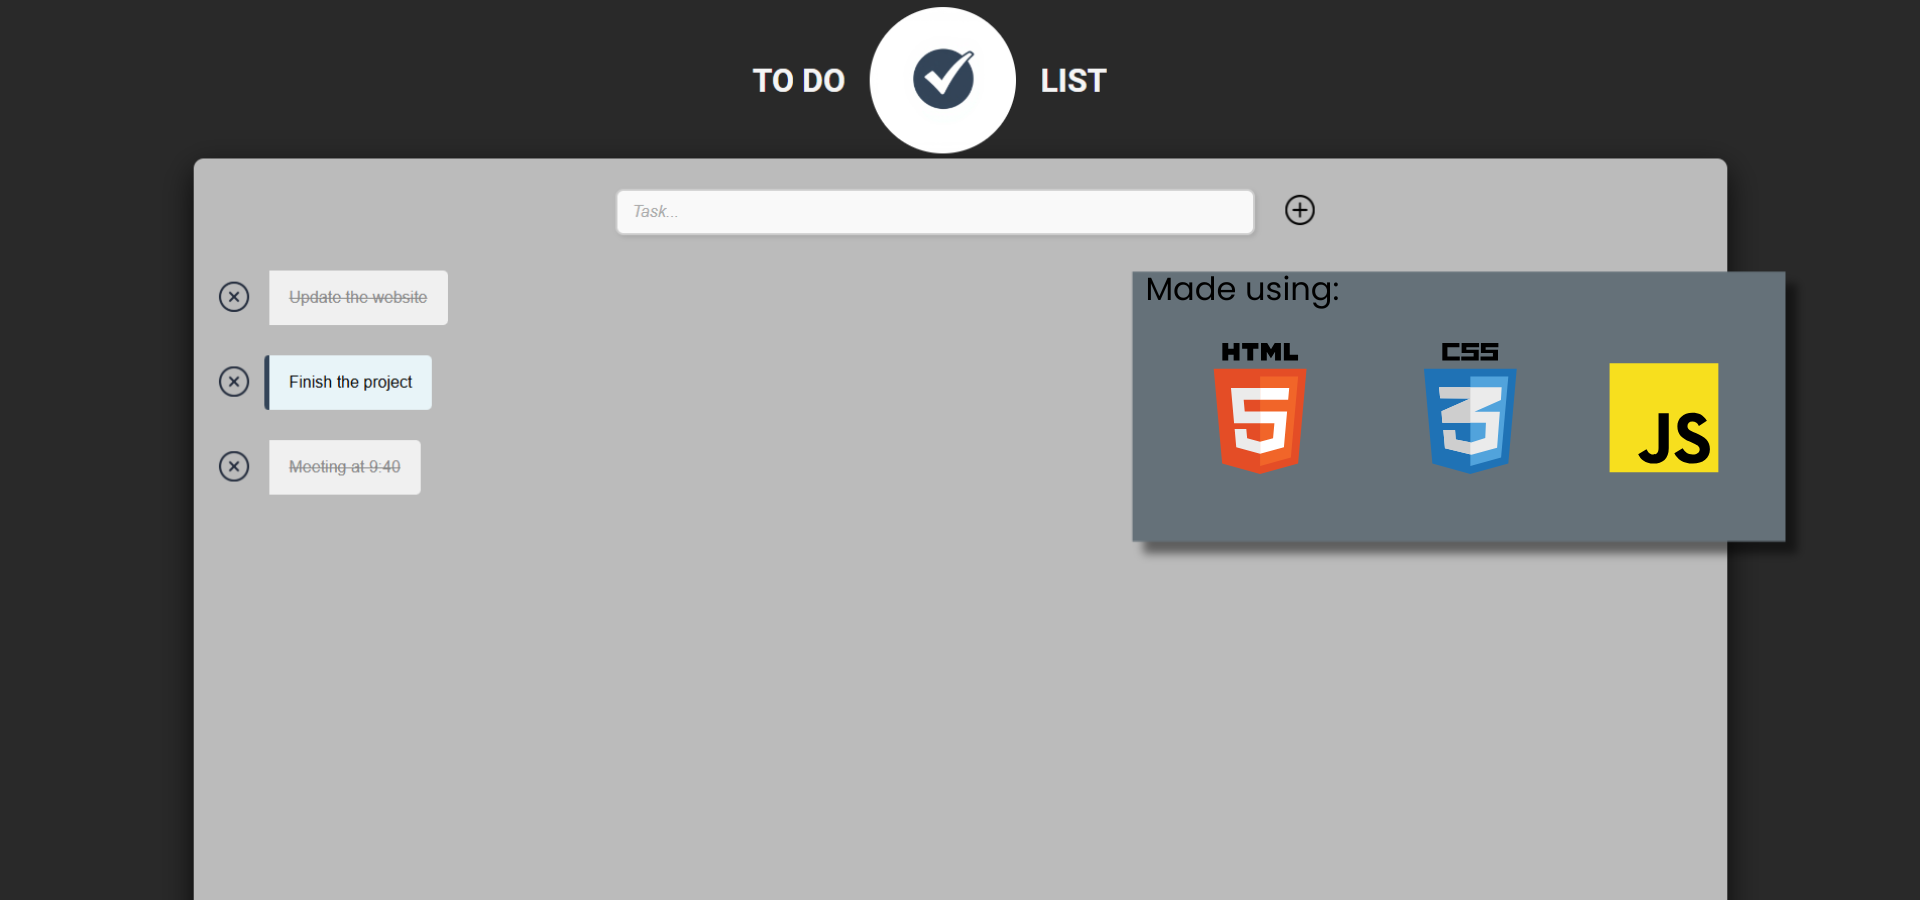 TO DO LIST
Task...
Update the website
Finish the project
Meeting at 9:40
Made using:
HTML CSS
5 3 JS